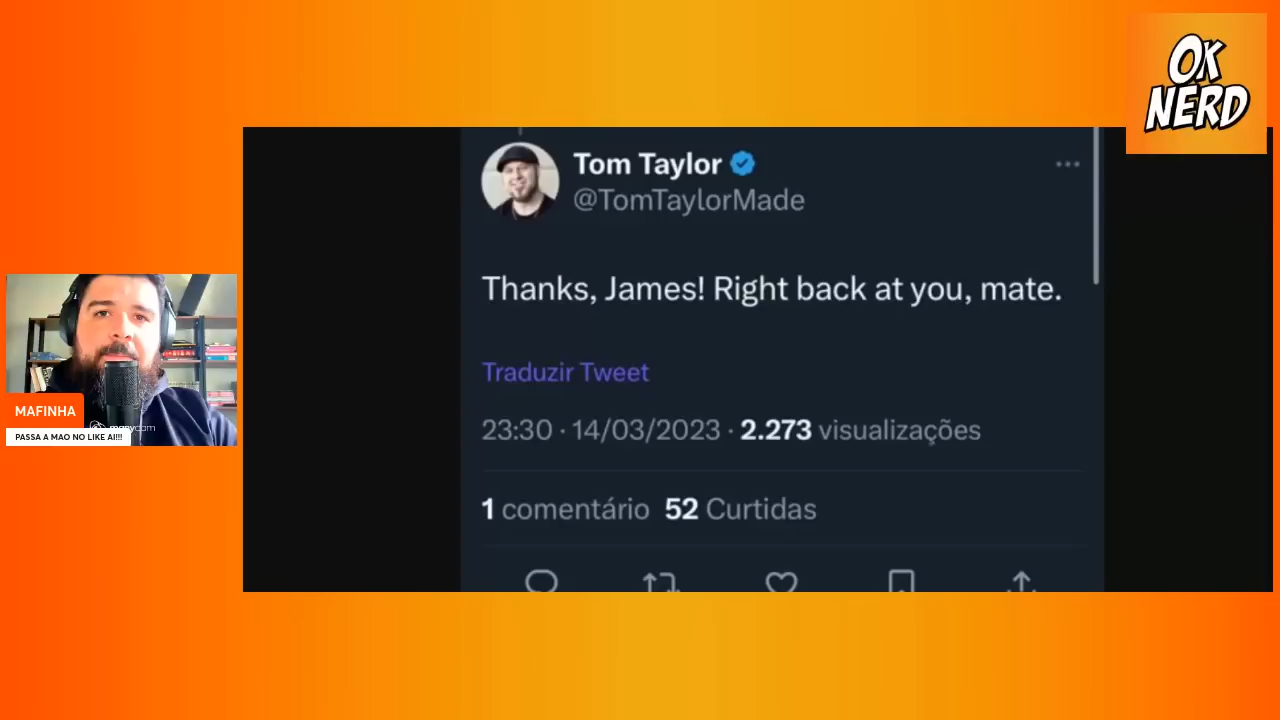 OK
NERD
Tom Taylor
@TomTaylorMade
Thanks, James! Right back at you, mate.
Traduzir Tweet
23:30 · 14/03/2023 · 2.273 visualizações
1 comentário 52 Curtidas
MAFINHA
manycam
PASSA A MAO NO LIKE AI!!!